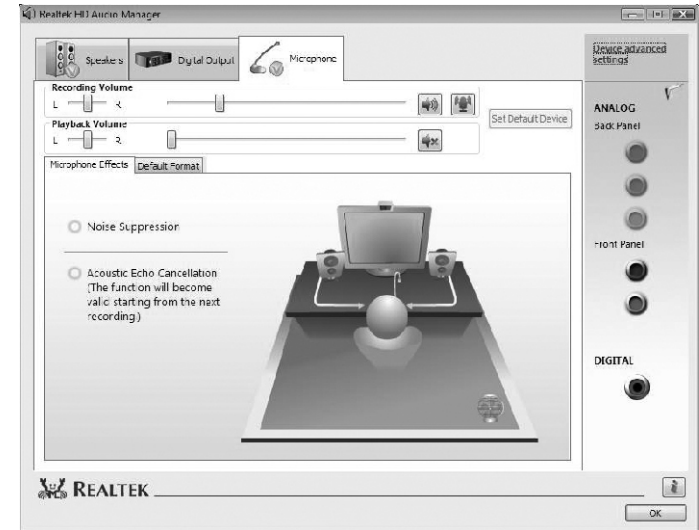 Realtek HD Audio Manager
Speakers
Digital Output
Microphone
Device advanced
settings
Recording Volume
L
R
Set Default Device
Playback Volume
L
R
Microphone Effects
Default Format
Noise Suppression
Acoustic Echo Cancellation
(The function will become
valid starting from the next
recording.)
ANALOG
Back Panel
Front Panel
DIGITAL
REALTEK
i
OK